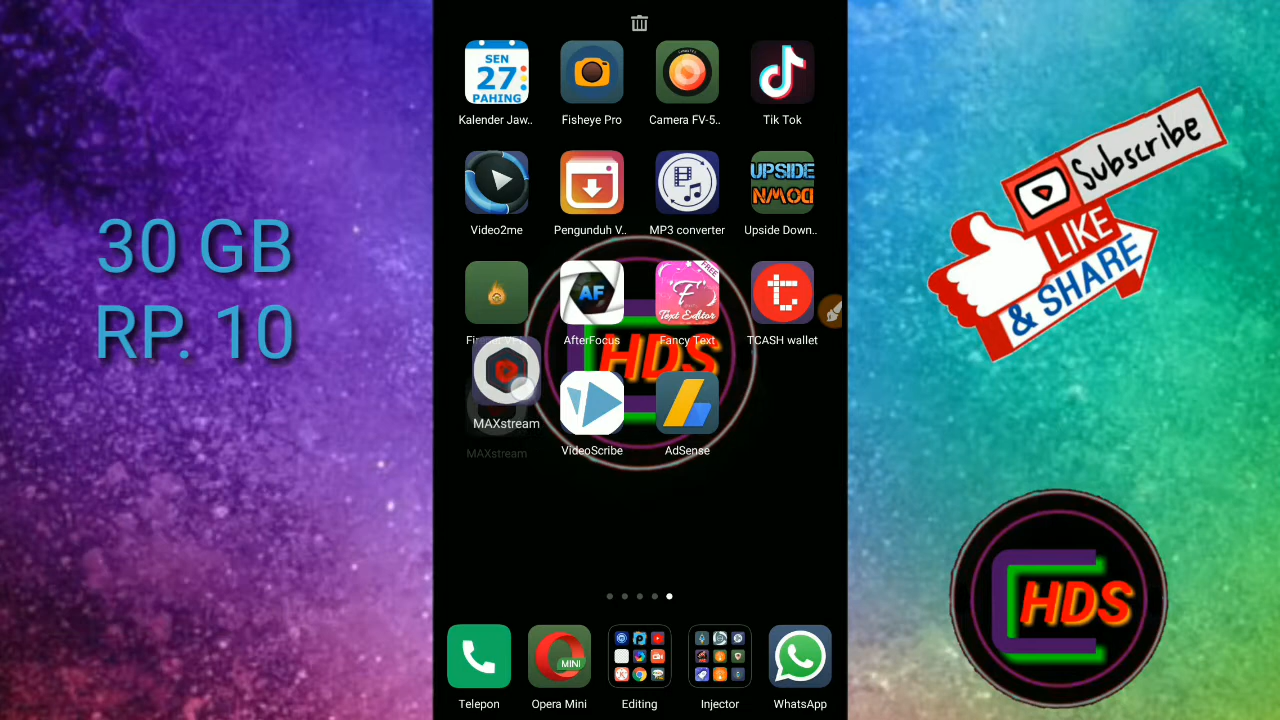 30 GB
RP. 10
SEN
27
PAHING
Kalender Jaw..
Fisheye Pro
Camera FV-5..
Tik Tok
Video2me
Pengunduh V..
MP3 converter
UPSIDE
DOWN
Upside Down..
AF
AfterFocus
FREE
F
Text Editor
Fancy Text
TCASH wallet
HDS
MAXstream
MAXstream
VideoScribe
AdSense
MINI
Telepon
Opera Mini
Editing
Injector
WhatsApp
Subscribe
LIKE
& SHARE
HDS